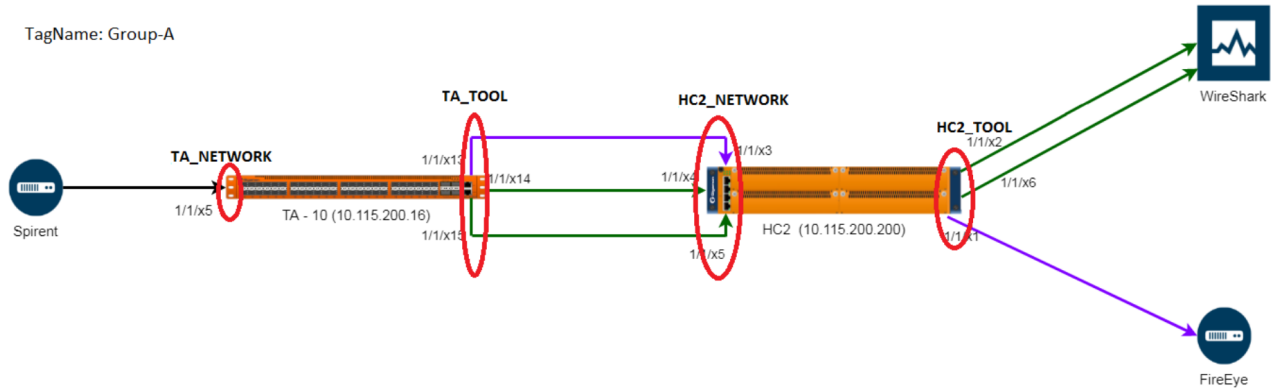 TagName: Group-A
WireShark
TA_TOOL
HC2_NETWORK
HC2_TOOL
1/1/x2
TA_NETWORK
1/1/x13
1/1/x3
1/1/x14
1/1/x4
1/1/x6
1/1/x5
TA - 10 (10.115.200.16)
Spirent
1/1/x15
HC2 (10.115.200.200)
1/1/x1
1/1/x5
FireEye